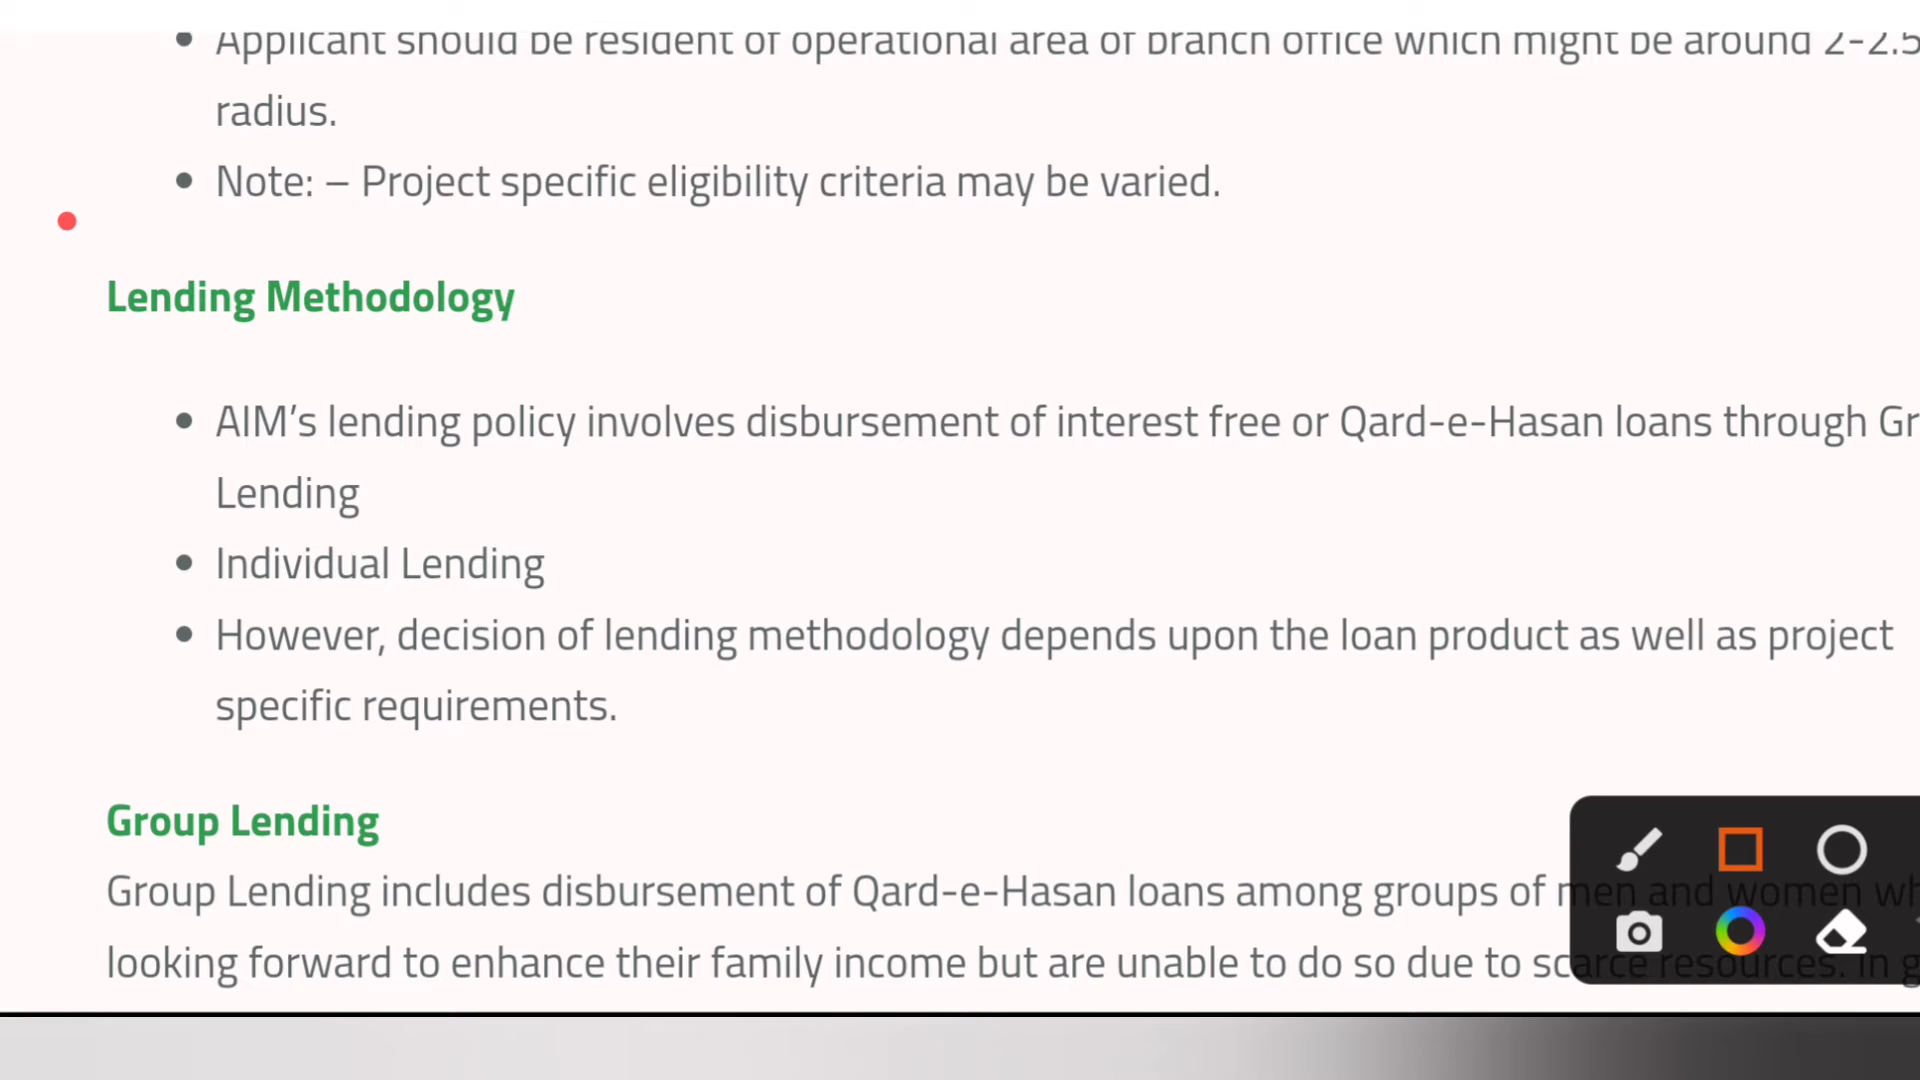 Applicant should be resident of operational area of branch office which might be around 2-2.5
radius.
Note: – Project specific eligibility criteria may be varied.
Lending Methodology
AIM’s lending policy involves disbursement of interest free or Qard-e-Hasan loans through
Lending
Individual Lending
However, decision of lending methodology depends upon the loan product as well as project
specific requirements.
Group Lending
Group Lending includes disbursement of Qard-e-Hasan loans among groups of men and women
looking forward to enhance their family income but are unable to do so due to scarce resources. In